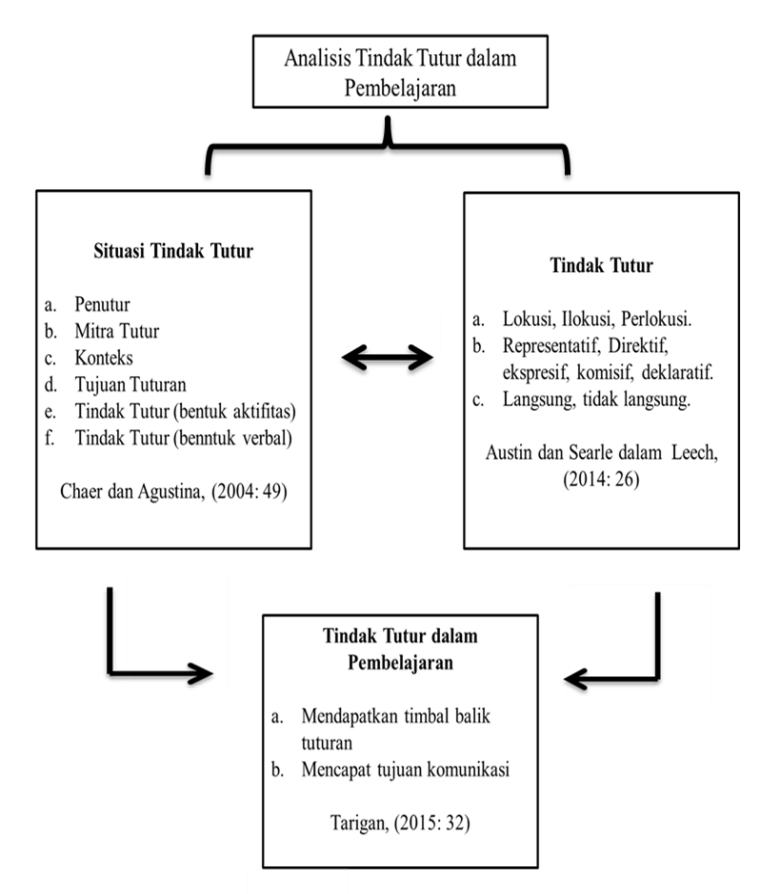 Analisis Tindak Tutur dalam
Pembelajaran
Situasi Tindak Tutur
a. Penutur
b. Mitra Tutur
c. Konteks
d. Tujuan Tuturan
e. Tindak Tutur (bentuk aktifitas)
f. Tindak Tutur (benntuk verbal)
Chaer dan Agustina, (2004: 49)
Tindak Tutur
a. Lokusi, Ilokusi, Perlokusi.
b. Representatif, Direktif,
ekspresif, komisif, deklaratif.
c. Langsung, tidak langsung.
Austin dan Searle dalam Leech,
(2014: 26)
Tindak Tutur dalam
Pembelajaran
a. Mendapatkan timbal balik
tuturan
b. Mencapat tujuan komunikasi
Tarigan, (2015: 32)